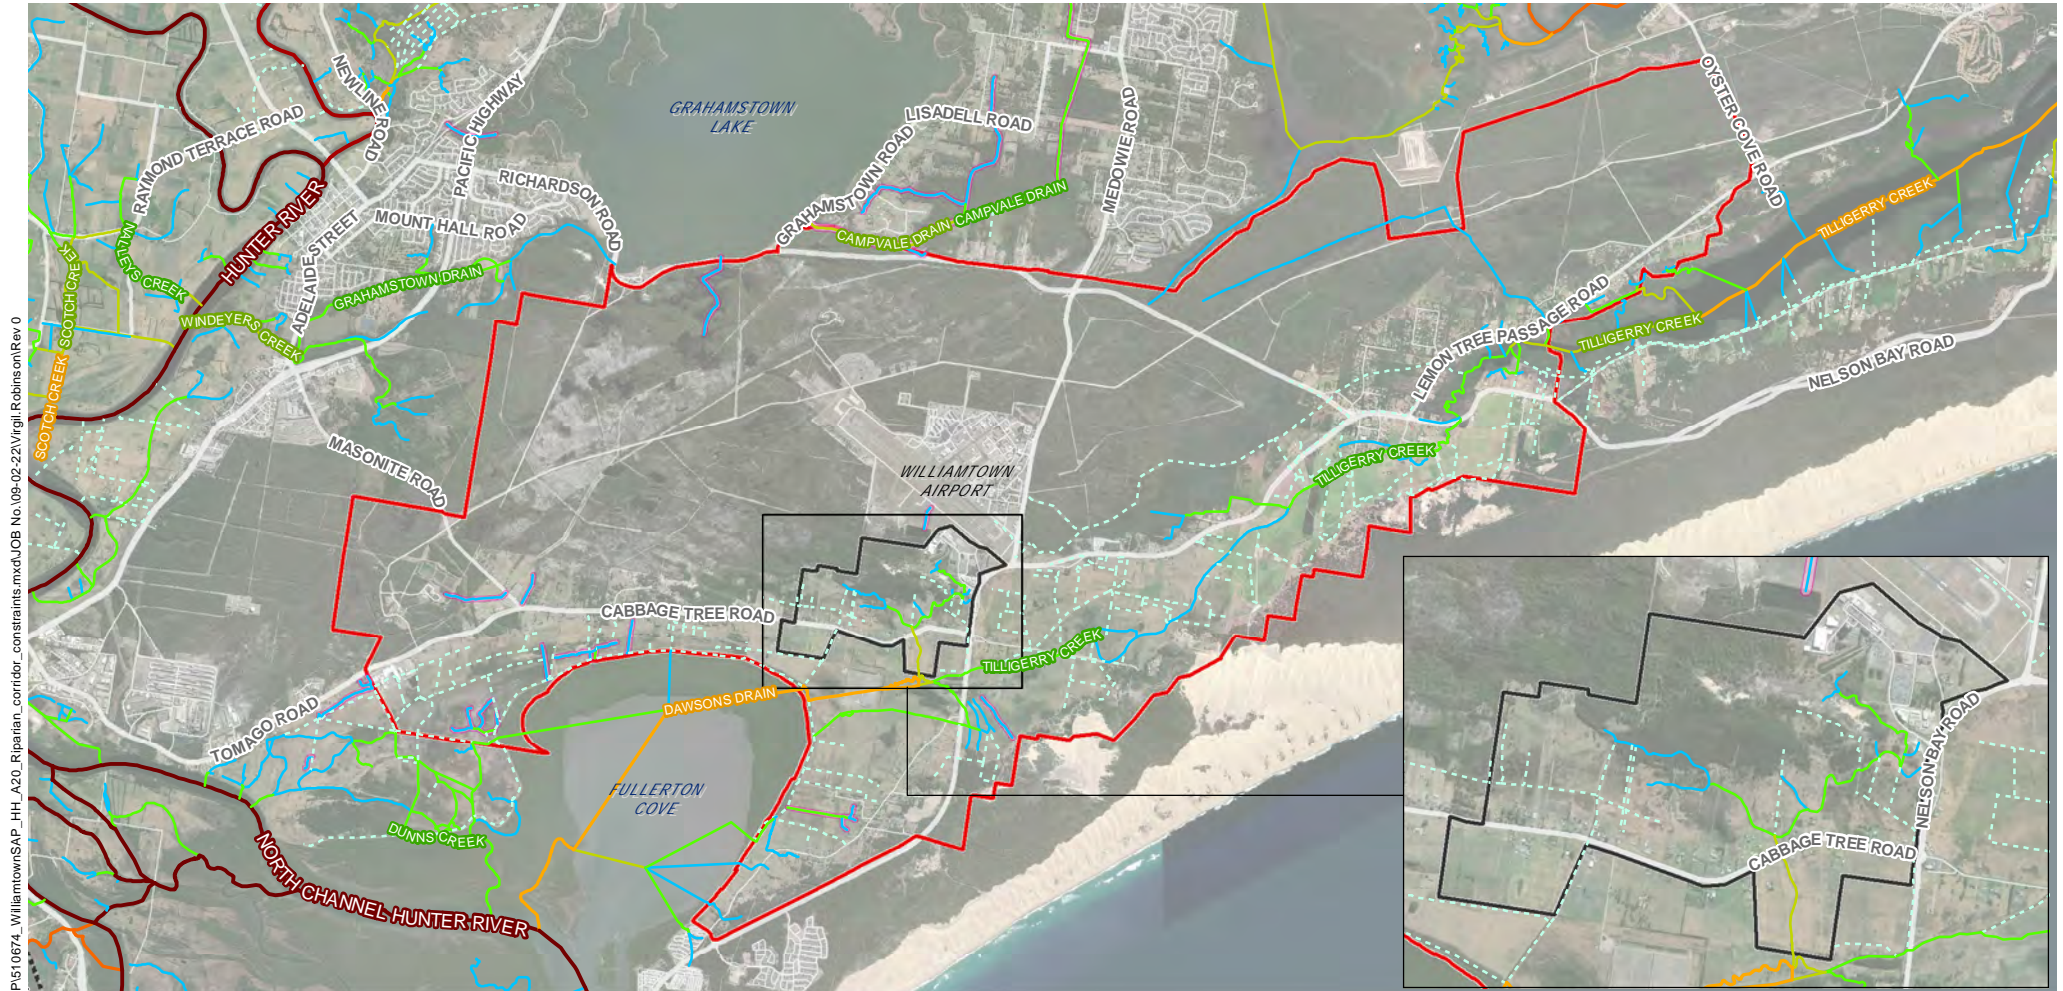 P:\510674_WilliamtownSAP_HH_A20_Riparian_corridor_constraints.mxd\JOB No.\09-02-22\Virgil.Robinson\Rev 0
NEWLINE ROAD
PACIFIC HIGHWAY
RAYMOND TERRACE ROAD
GRAHAMSTOWN
LAKE
LISADELL ROAD
GRAHAMSTOWN ROAD
MEDOWIE ROAD
OYSTER COVE ROAD
RICHARDSON ROAD
MOUNT HALL ROAD
ADELAIDE STREET
HUNTER RIVER
NALLEYS CREEK
SCOTCH CREEK
SCOTCH CREEK
WINDEYERS CREEK
GRAHAMSTOWN DRAIN
CAMPVALE DRAIN
CAMPVALE DRAIN
TILLIGERRY CREEK
LEMON TREE PASSAGE ROAD
TILLIGERRY CREEK
NELSON BAY ROAD
MASONITE ROAD
WILLIAMTOWN
AIRPORT
TILLIGERRY CREEK
CABBAGE TREE ROAD
TILLIGERRY CREEK
DAWSONS DRAIN
TOMAGO ROAD
FULLERTON
COVE
DUNNS CREEK
NORTH CHANNEL HUNTER RIVER
NELSON BAY ROAD
CABBAGE TREE ROAD